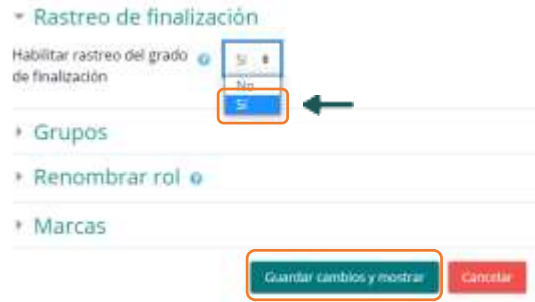 Rastreo de finalización
Habilitar rastreo del grado
de finalización
Sí
No
Sí
Grupos
Renombrar rol
Marcas
Guardar cambios y mostrar
Cancelar